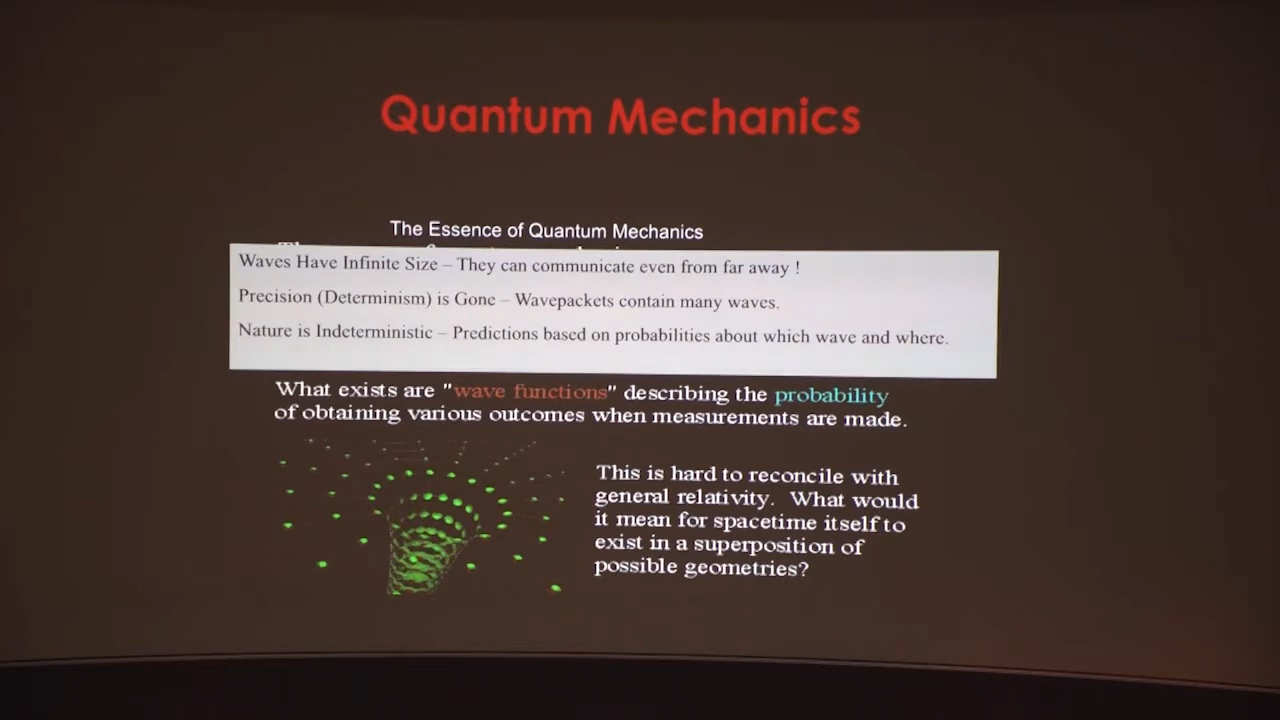 Quantum Mechanics
The Essence of Quantum Mechanics
Waves Have Infinite Size – They can communicate even from far away !
Precision (Determinism) is Gone – Wavepackets contain many waves.
Nature is Indeterministic – Predictions based on probabilities about which wave and where.
What exists are "wave functions" describing the probability
of obtaining various outcomes when measurements are made.
This is hard to reconcile with
general relativity.  What would
it mean for spacetime itself to
exist in a superposition of
possible geometries?